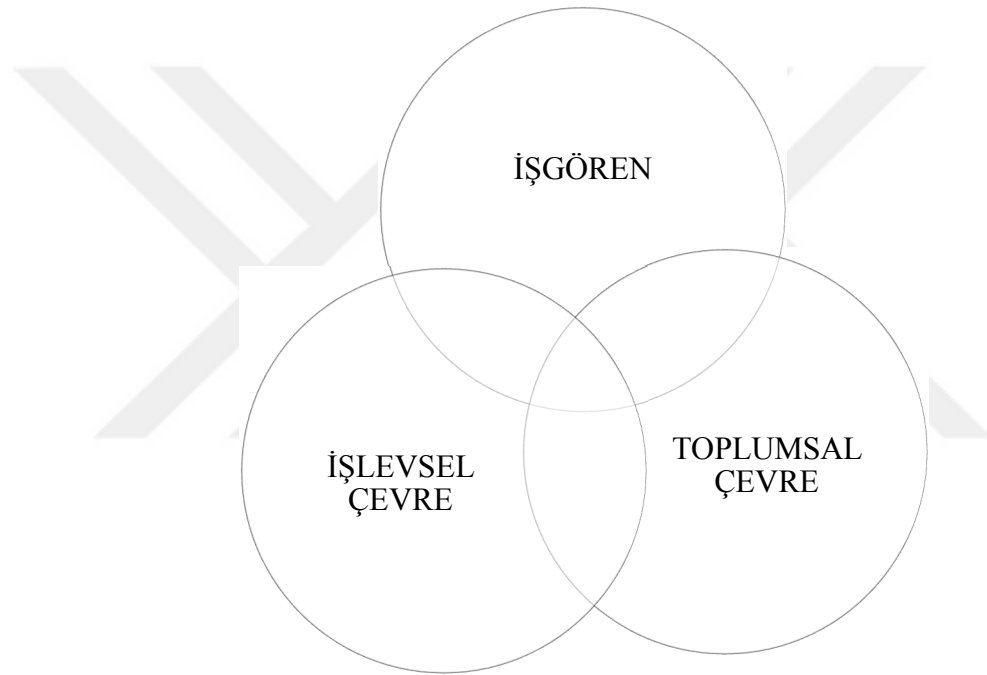 İŞGÖREN
İŞLEVSEL
ÇEVRE
TOPLUMSAL
ÇEVRE